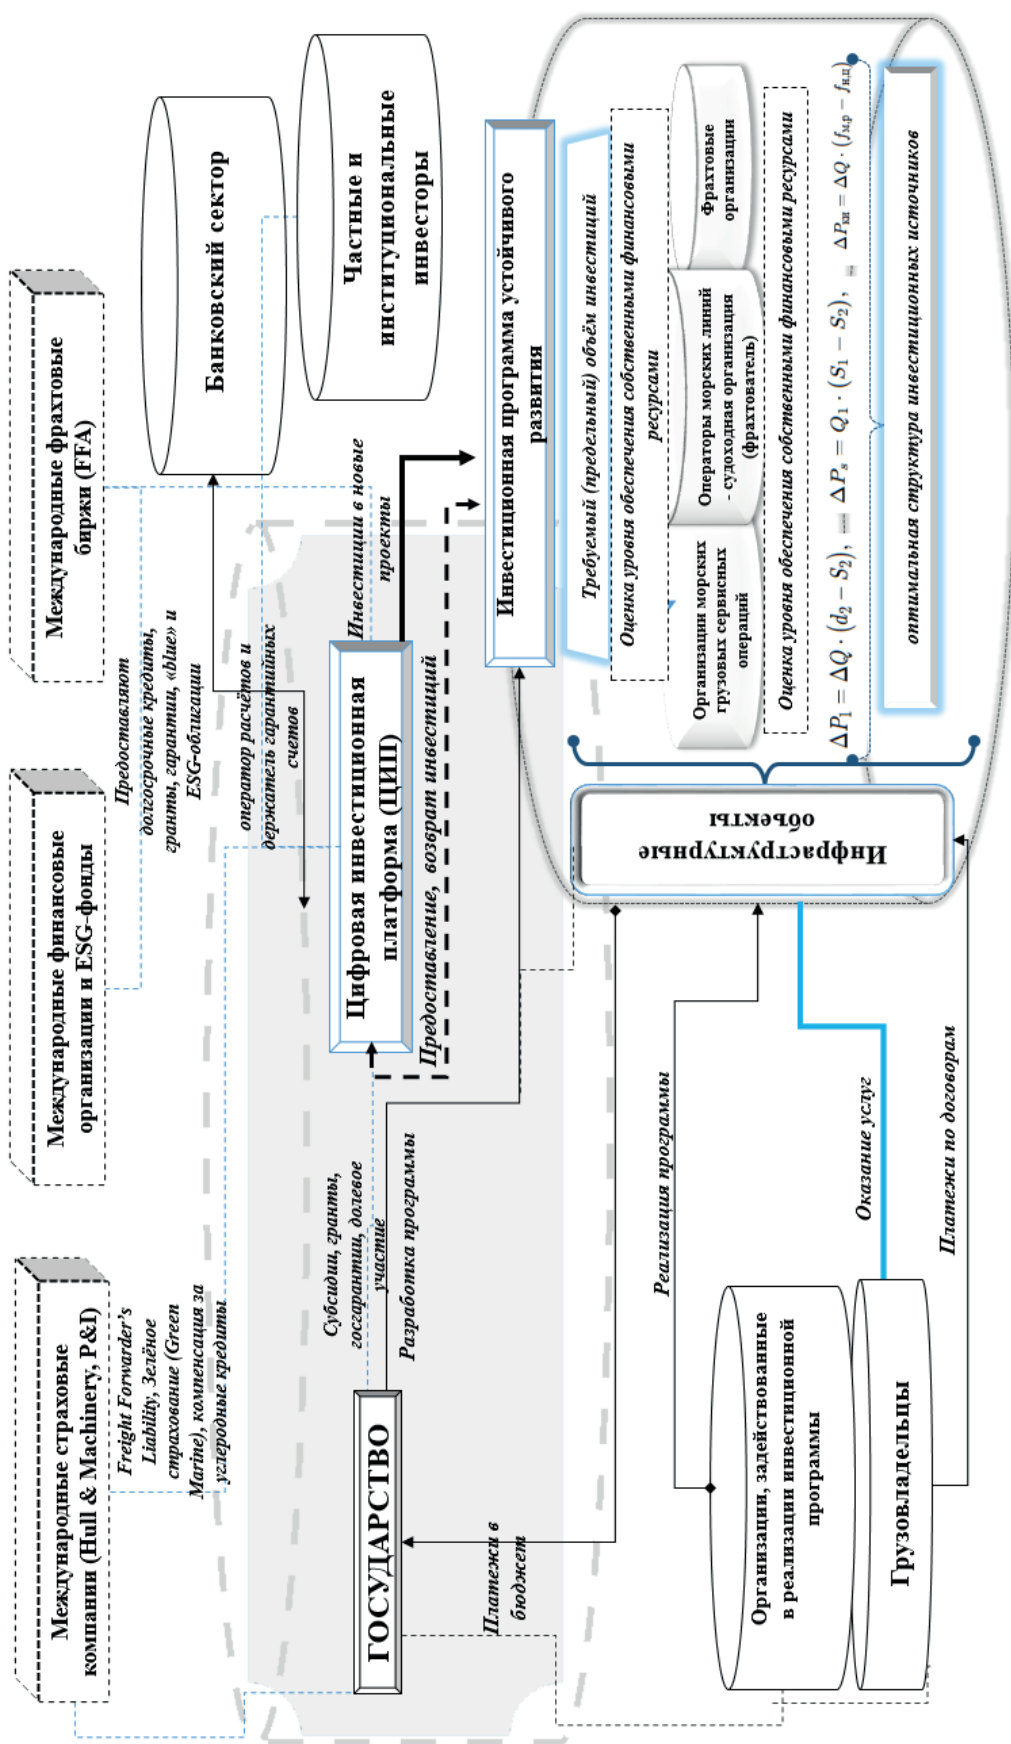 Международные страховые
компании (Hull & Machinery, P&I)
Международные финансовые
организации и ESG-фонды
Международные фрахтовые
биржи (FFA)
Freight Forwarder's
Liability, Зелёное
страхование (Green
Marine), компенсация за
углеродные кредиты
Предоставляют
долгосрочные кредиты,
гранты, гарантии, «blue» и
ESG-облигации
Банковский сектор
оператор расчётов и
держатель гарантийных
счетов
Частные и
институциональные
инвесторы
Субсидии, гранты,
госгарантии, долевое
участие
Разработка программы
ГОСУДАРСТВО
Цифровая инвестиционная
платформа (ЦИП)
Инвестиции в новые
проекты
Предоставление, возврат инвестиций
Платежи в
бюджет
Инвестиционная программа устойчивого
развития
Требуемый (предельный) объём инвестиций
Оценка уровня обеспечения собственными финансовыми
ресурсами
Организации морских
грузовых сервисных
операций
Операторы морских линий
- судоходная организация
(фрахтователь)
Фрахтовые
организации
Оценка уровня обеспечения собственными финансовыми ресурсами
ΔP₁ = ΔQ · (d₂ − S₂), ΔPₛ = Q₁ · (S₁ − S₂), ΔPки = ΔQ · (fм.р − fн.ц)
оптимальная структура инвестиционных источников
Инфраструктурные
объекты
Реализация программы
Оказание услуг
Платежи по договорам
Организации, задействованные
в реализации инвестиционной
программы
Грузовладельцы